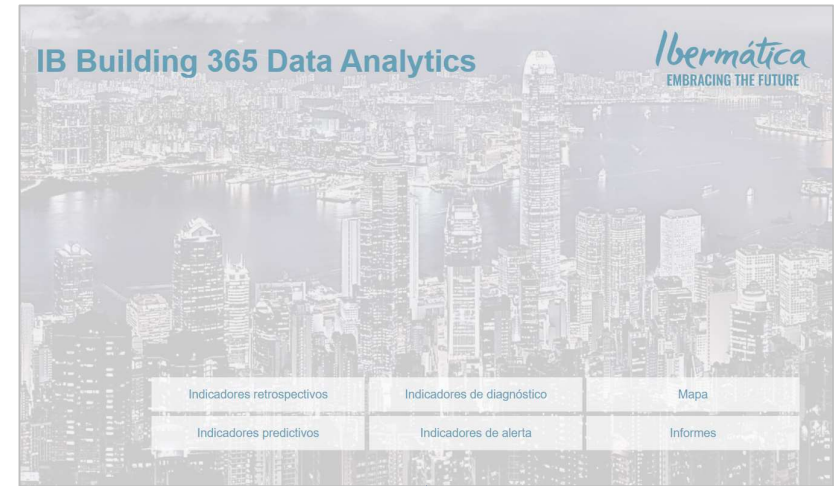 IB Building 365 Data Analytics
Ibermática
EMBRACING THE FUTURE
Indicadores retrospectivos
Indicadores de diagnóstico
Mapa
Indicadores predictivos
Indicadores de alerta
Informes